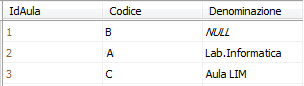 IdAula Codice Denominazione
1 B NULL
2 A Lab.Informatica
3 C Aula LIM